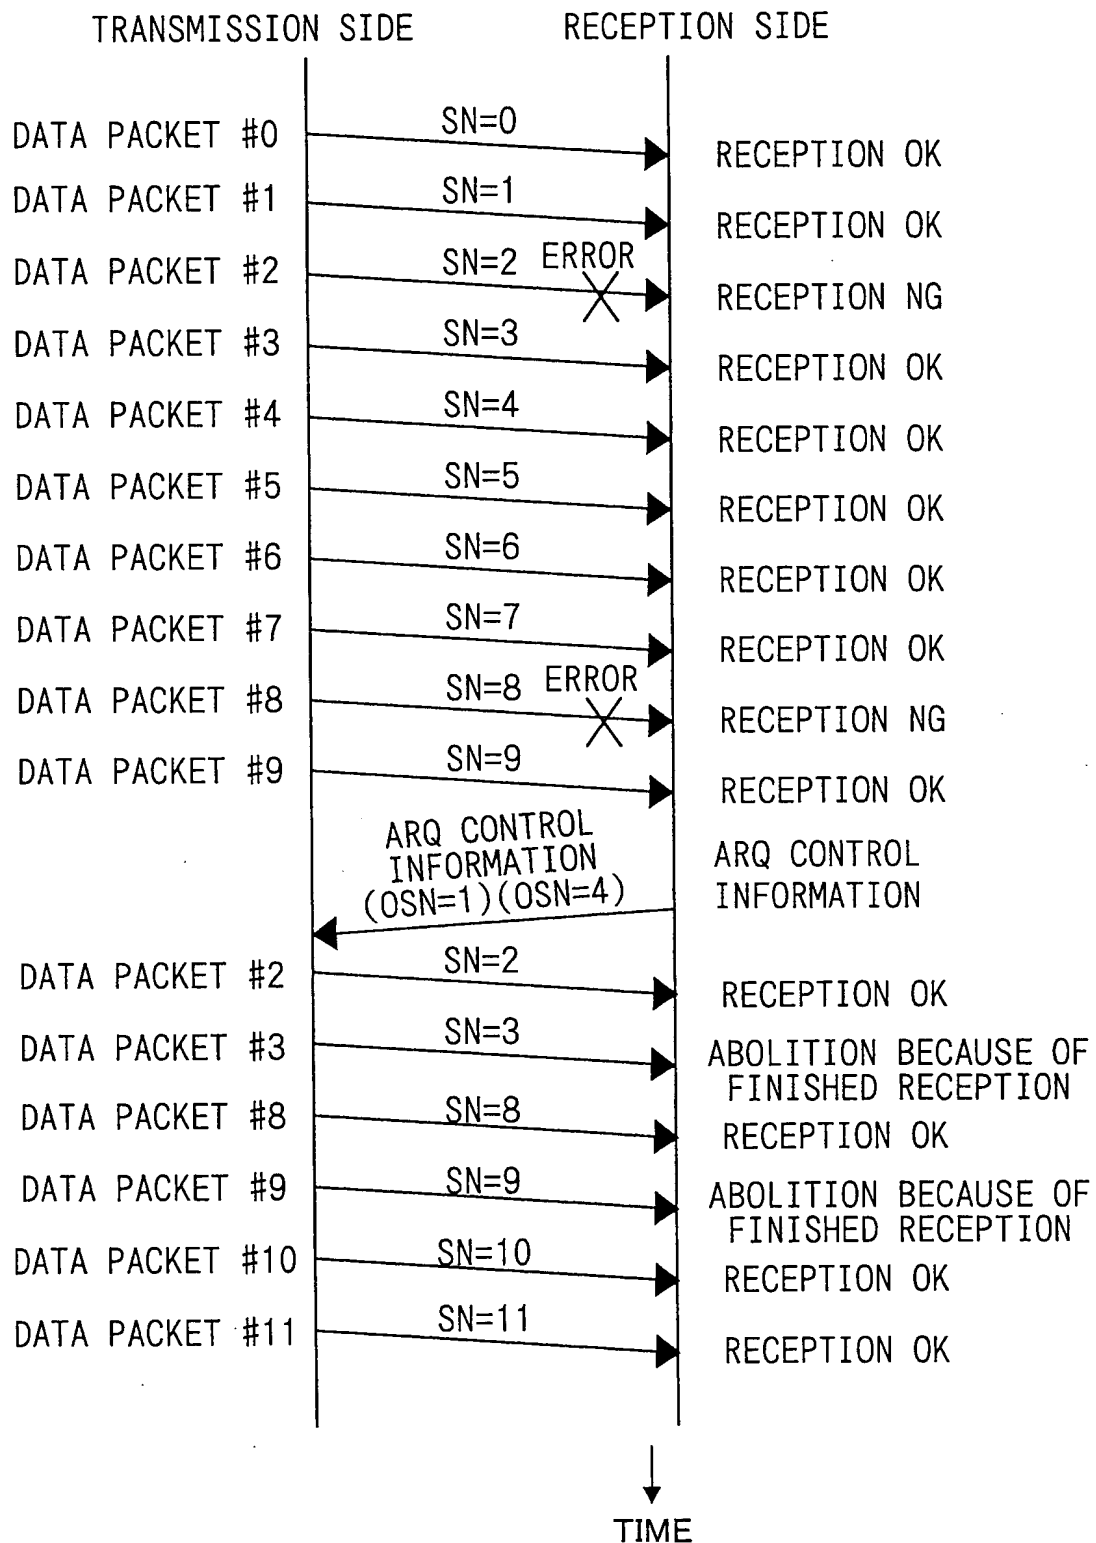 TRANSMISSION SIDE RECEPTION SIDE
DATA PACKET #0 SN=0 RECEPTION OK
DATA PACKET #1 SN=1 RECEPTION OK
DATA PACKET #2 SN=2 ERROR RECEPTION NG
DATA PACKET #3 SN=3 RECEPTION OK
DATA PACKET #4 SN=4 RECEPTION OK
DATA PACKET #5 SN=5 RECEPTION OK
DATA PACKET #6 SN=6 RECEPTION OK
DATA PACKET #7 SN=7 RECEPTION OK
DATA PACKET #8 SN=8 ERROR RECEPTION NG
DATA PACKET #9 SN=9 RECEPTION OK
ARQ CONTROL
INFORMATION
(OSN=1)(OSN=4)
ARQ CONTROL
INFORMATION
DATA PACKET #2 SN=2 RECEPTION OK
DATA PACKET #3 SN=3 ABOLITION BECAUSE OF
FINISHED RECEPTION
DATA PACKET #8 SN=8 RECEPTION OK
DATA PACKET #9 SN=9 ABOLITION BECAUSE OF
FINISHED RECEPTION
DATA PACKET #10 SN=10 RECEPTION OK
DATA PACKET #11 SN=11 RECEPTION OK
TIME